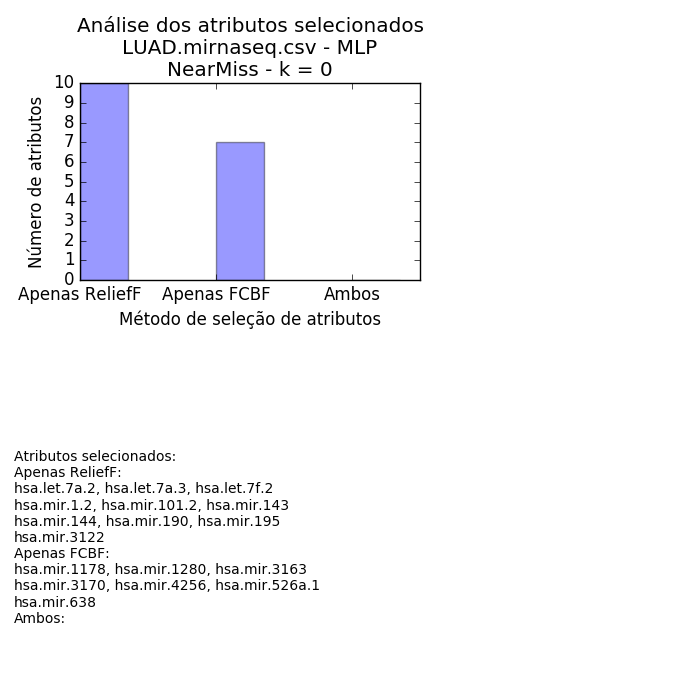 Análise dos atributos selecionados
LUAD.mirnaseq.csv - MLP
NearMiss - k = 0
10
9
8
7
6
5
4
3
2
1
0
Número de atributos
Apenas ReliefF Apenas FCBF Ambos
Método de seleção de atributos
Atributos selecionados:
Apenas ReliefF:
hsa.let.7a.2, hsa.let.7a.3, hsa.let.7f.2
hsa.mir.1.2, hsa.mir.101.2, hsa.mir.143
hsa.mir.144, hsa.mir.190, hsa.mir.195
hsa.mir.3122
Apenas FCBF:
hsa.mir.1178, hsa.mir.1280, hsa.mir.3163
hsa.mir.3170, hsa.mir.4256, hsa.mir.526a.1
hsa.mir.638
Ambos: